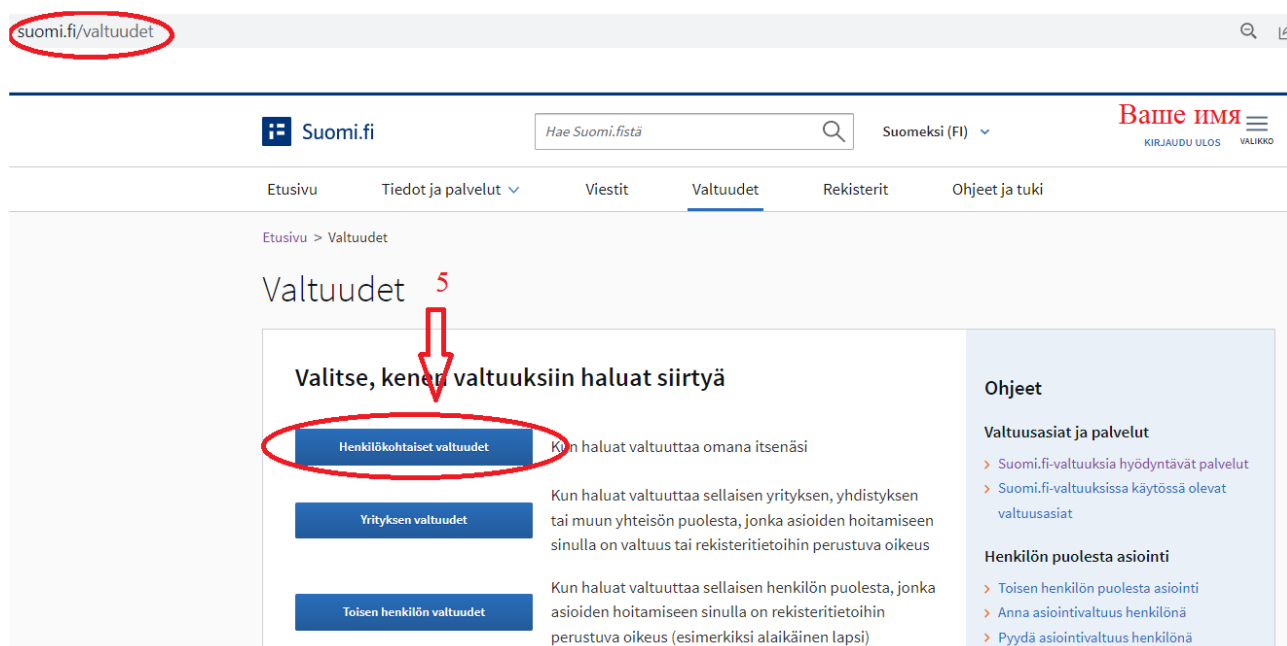 suomi.fi/valtuudet
Suomi.fi
Hae Suomi.fistä
Suomeksi (FI)
Ваше имя
KIRJAUDU ULOS
VALIKKO
Etusivu
Tiedot ja palvelut
Viestit
Valtuudet
Rekisterit
Ohjeet ja tuki
Etusivu > Valtuudet
Valtuudet
5
Valitse, kenen valtuuksiin haluat siirtyä
Henkilökohtaiset valtuudet
Kun haluat valtuuttaa omana itsenäsi
Yrityksen valtuudet
Kun haluat valtuuttaa sellaisen yrityksen, yhdistyksen
tai muun yhteisön puolesta, jonka asioiden hoitamiseen
sinulla on valtuus tai rekisteritietoihin perustuva oikeus
Toisen henkilön valtuudet
Kun haluat valtuuttaa sellaisen henkilön puolesta, jonka
asioiden hoitamiseen sinulla on rekisteritietoihin
perustuva oikeus (esimerkiksi alaikäinen lapsi)
Ohjeet
Valtuusasiat ja palvelut
> Suomi.fi-valtuuksia hyödyntävät palvelut
> Suomi.fi-valtuuksissa käytössä olevat
valtuusasiat
Henkilön puolesta asiointi
> Toisen henkilön puolesta asiointi
> Anna asiointivaltuus henkilönä
> Pyydä asiointivaltuus henkilönä